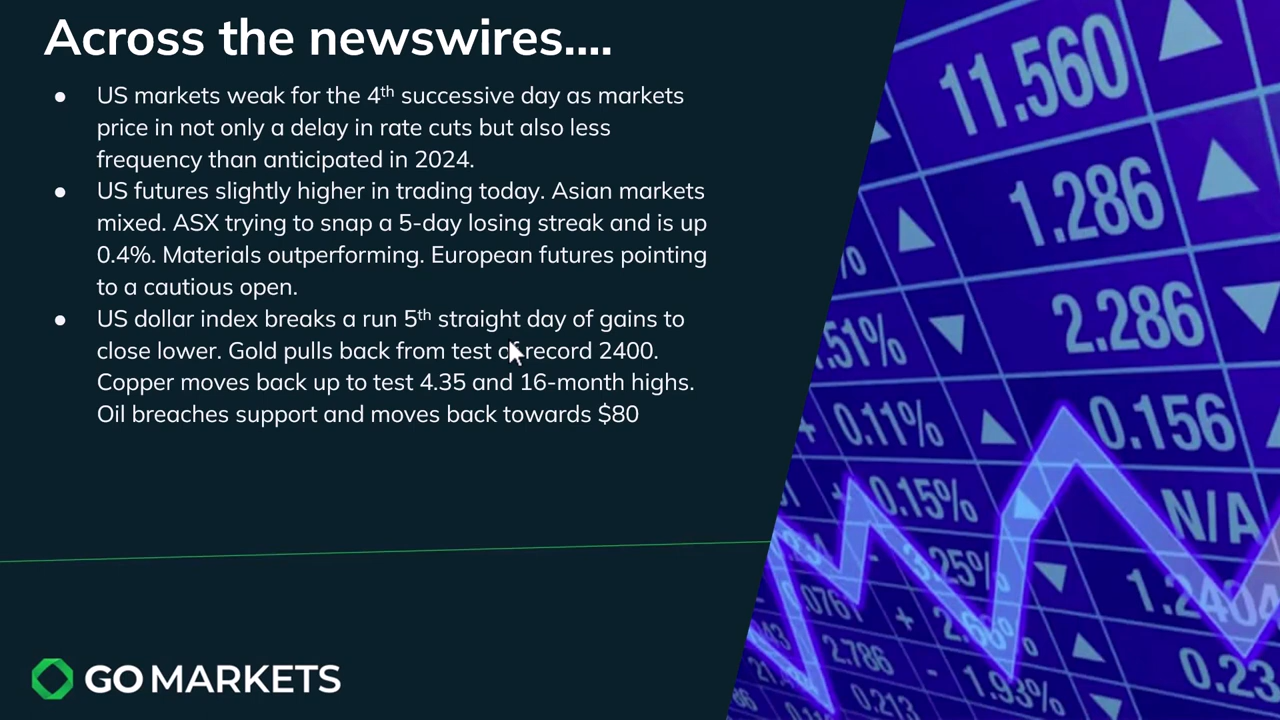 Across the newswires....
● US markets weak for the 4th successive day as markets
price in not only a delay in rate cuts but also less
frequency than anticipated in 2024.
● US futures slightly higher in trading today. Asian markets
mixed. ASX trying to snap a 5-day losing streak and is up
0.4%. Materials outperforming. European futures pointing
to a cautious open.
● US dollar index breaks a run 5th straight day of gains to
close lower. Gold pulls back from test of record 2400.
Copper moves back up to test 4.35 and 16-month highs.
Oil breaches support and moves back towards $80
GO MARKETS
11.560
1.286
2.286
.51%
0.11% 0.156
0.15% N/A
2.786
1.93% 0.23
0.213